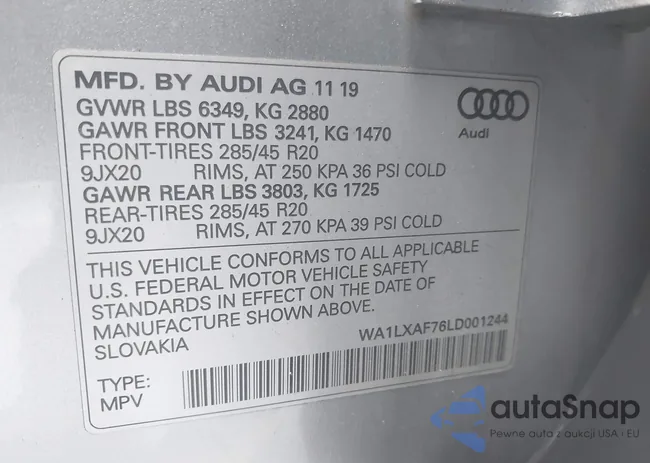 MFD. BY AUDI AG 11 19
GVWR LBS 6349, KG 2880
GAWR FRONT LBS 3241, KG 1470
FRONT-TIRES 285/45 R20
9JX20 RIMS, AT 250 KPA 36 PSI COLD
GAWR REAR LBS 3803, KG 1725
REAR-TIRES 285/45 R20
9JX20 RIMS, AT 270 KPA 39 PSI COLD
Audi
THIS VEHICLE CONFORMS TO ALL APPLICABLE
U.S. FEDERAL MOTOR VEHICLE SAFETY
STANDARDS IN EFFECT ON THE DATE OF
MANUFACTURE SHOWN ABOVE.
SLOVAKIA
WA1LXAF76LD001244
TYPE:
MPV
autaSnap
Pewne auta z aukcji USA i EU